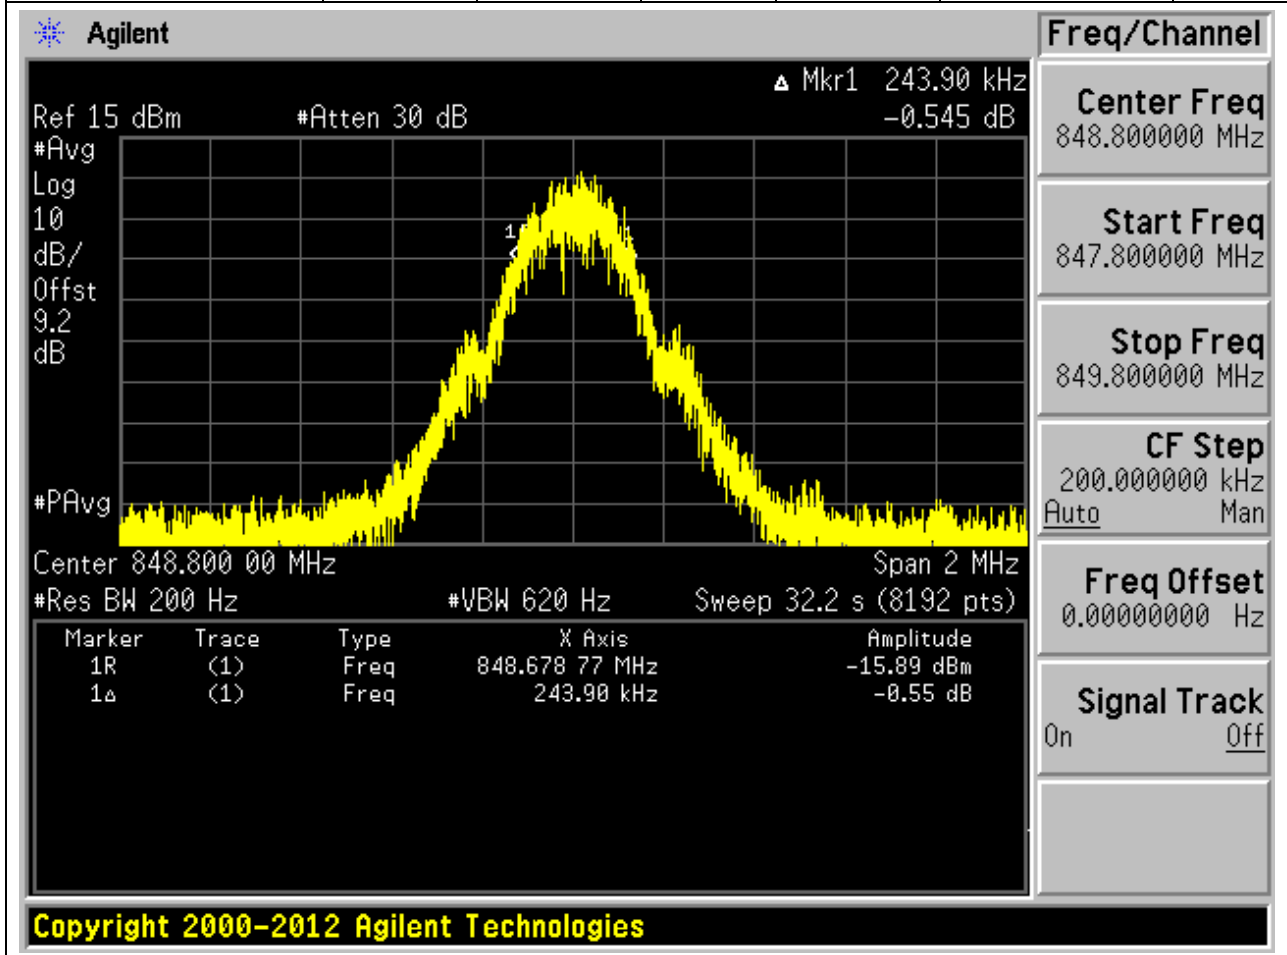 Agilent
Freq/Channel
Δ Mkr1 243.90 kHz
Ref 15 dBm #Atten 30 dB -0.545 dB
#Avg
Log
10
dB/
Offst
9.2
dB
1
#PAvg
Center 848.800 00 MHz Span 2 MHz
#Res BW 200 Hz #VBW 620 Hz Sweep 32.2 s (8192 pts)
Marker Trace Type X Axis Amplitude
1R (1) Freq 848.678 77 MHz -15.89 dBm
1Δ (1) Freq 243.90 kHz -0.55 dB
Center Freq
848.800000 MHz
Start Freq
847.800000 MHz
Stop Freq
849.800000 MHz
CF Step
200.000000 kHz
Auto Man
Freq Offset
0.00000000 Hz
Signal Track
On Off
Copyright 2000-2012 Agilent Technologies